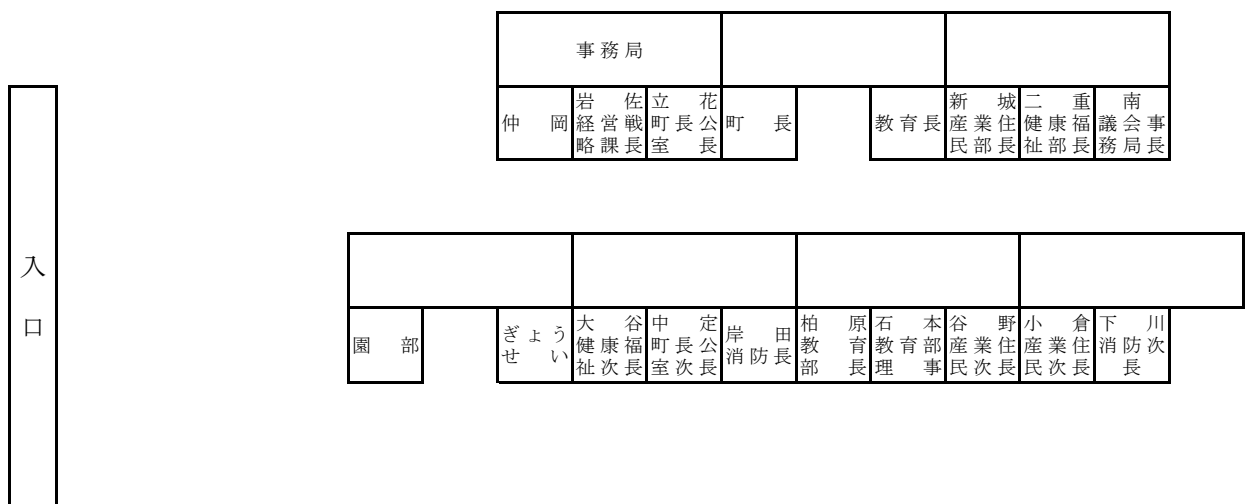 事務局
仲岡
岩佐
経営戦
略課長
立花
町長公
室長
町長
教育長
新城
産業住
民部長
二重
健康福
祉部長
南
議会事
務局長
入
口
園部
ぎょう
せい
大谷
健康福
祉次長
中定
町長公
室次長
岸田
消防長
柏原
教育
部長
石本
教育部
理事
谷野
産業住
民次長
小倉
産業住
民次長
下川
消防次
長